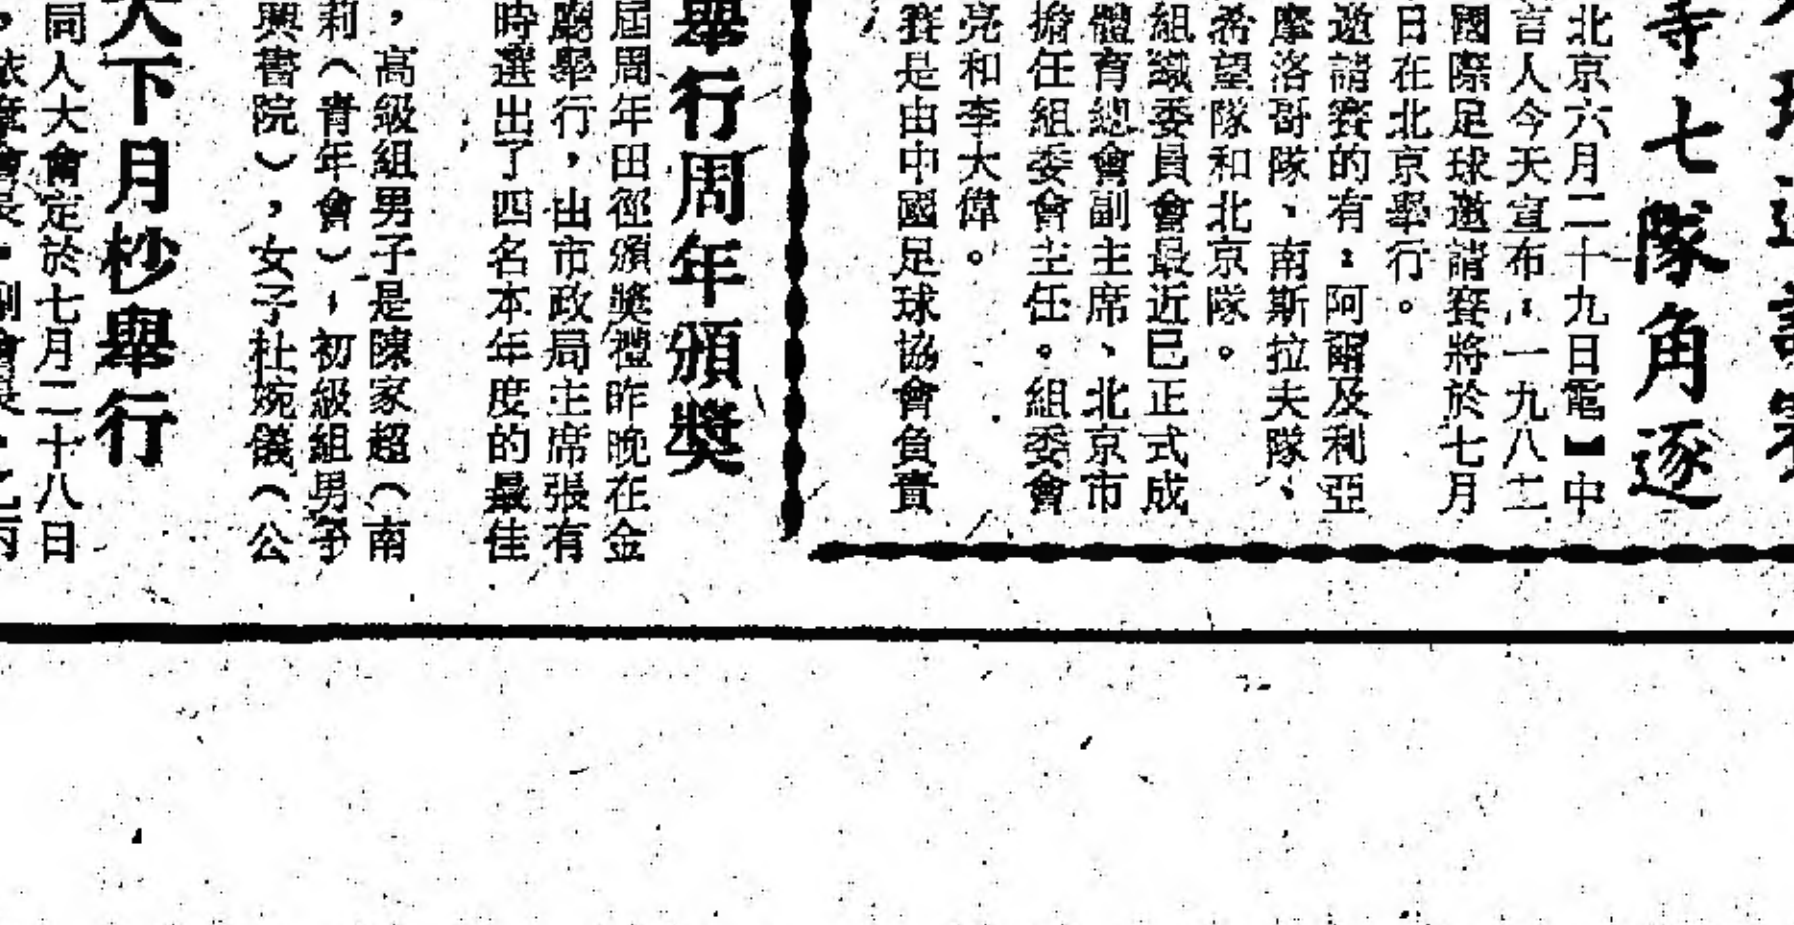 等七隊角逐
北京六月二十九日電】中
言人今天宣布：一九八二
國際足球邀請賽將於七月
日在北京舉行。
邀請賽的有：阿爾及利亞
摩洛哥隊、南斯拉夫隊、
希望隊和北京隊。
組織委員會最近已正式成
體育總會副主席、北京市
擔任組委會主任。組委會
亮和李大偉。
賽是由中國足球協會負責
舉行周年頒獎
屆周年田徑頒獎禮昨晚在金
廟舉行，由市政局主席張有
時選出了四名本年度的最佳
，高級組男子是陳家超（南
莉（青年會），初級組男子
興書院），女子杜婉儀（公
大下月杪舉行
同人大會定於七月二十八日